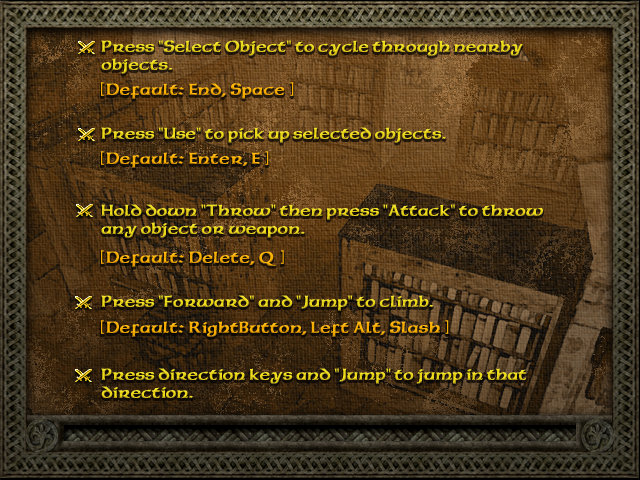 Press "Select Object" to cycle through nearby
objects.
[Default: End, Space ]
Press "Use" to pick up selected objects.
[Default: Enter, E ]
Hold down "Throw" then press "Attack" to throw
any object or weapon.
[Default: Delete, Q ]
Press "Forward" and "Jump" to climb.
[Default: RightButton, Left Alt, Slash ]
Press direction keys and "Jump" to jump in that
direction.